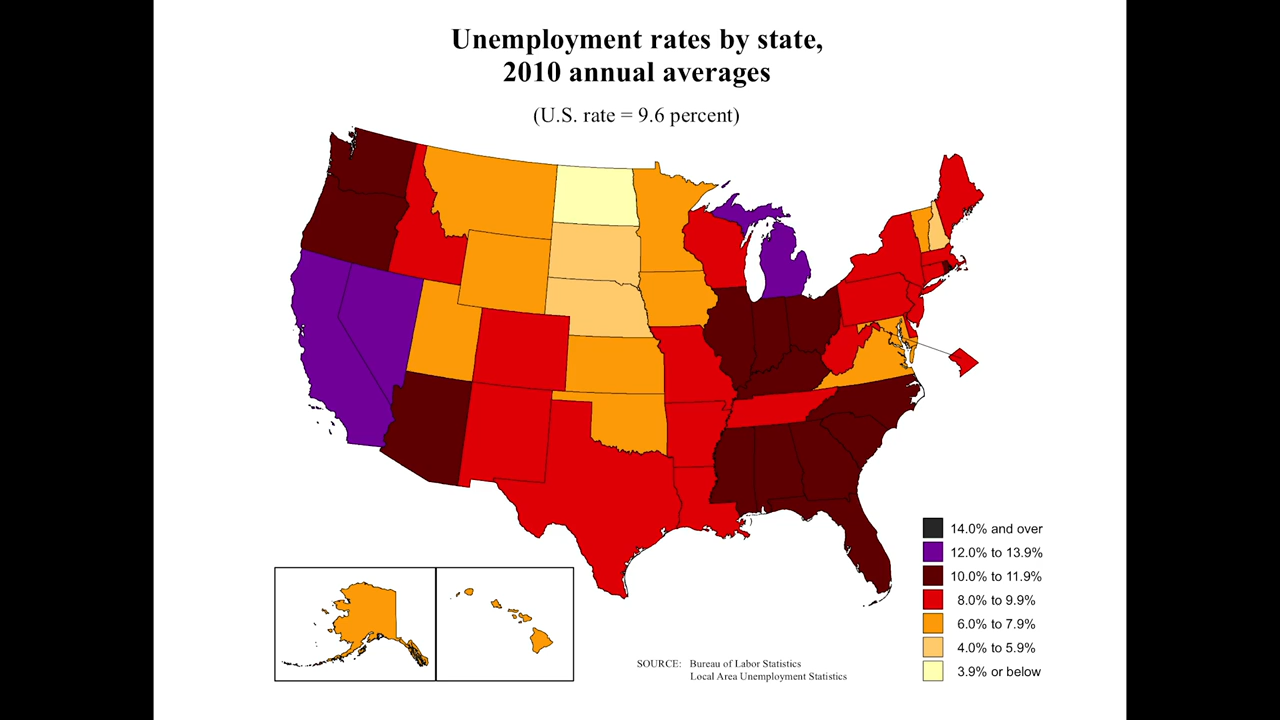 Unemployment rates by state,
2010 annual averages
(U.S. rate = 9.6 percent)
14.0% and over
12.0% to 13.9%
10.0% to 11.9%
8.0% to 9.9%
6.0% to 7.9%
4.0% to 5.9%
3.9% or below
SOURCE: Bureau of Labor Statistics
Local Area Unemployment Statistics